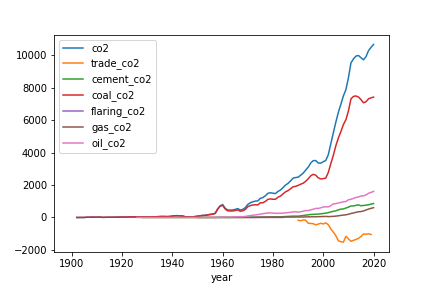 co2
trade_co2
cement_co2
coal_co2
flaring_co2
gas_co2
oil_co2
10000
8000
6000
4000
2000
0
−2000
1900 1920 1940 1960 1980 2000 2020
year